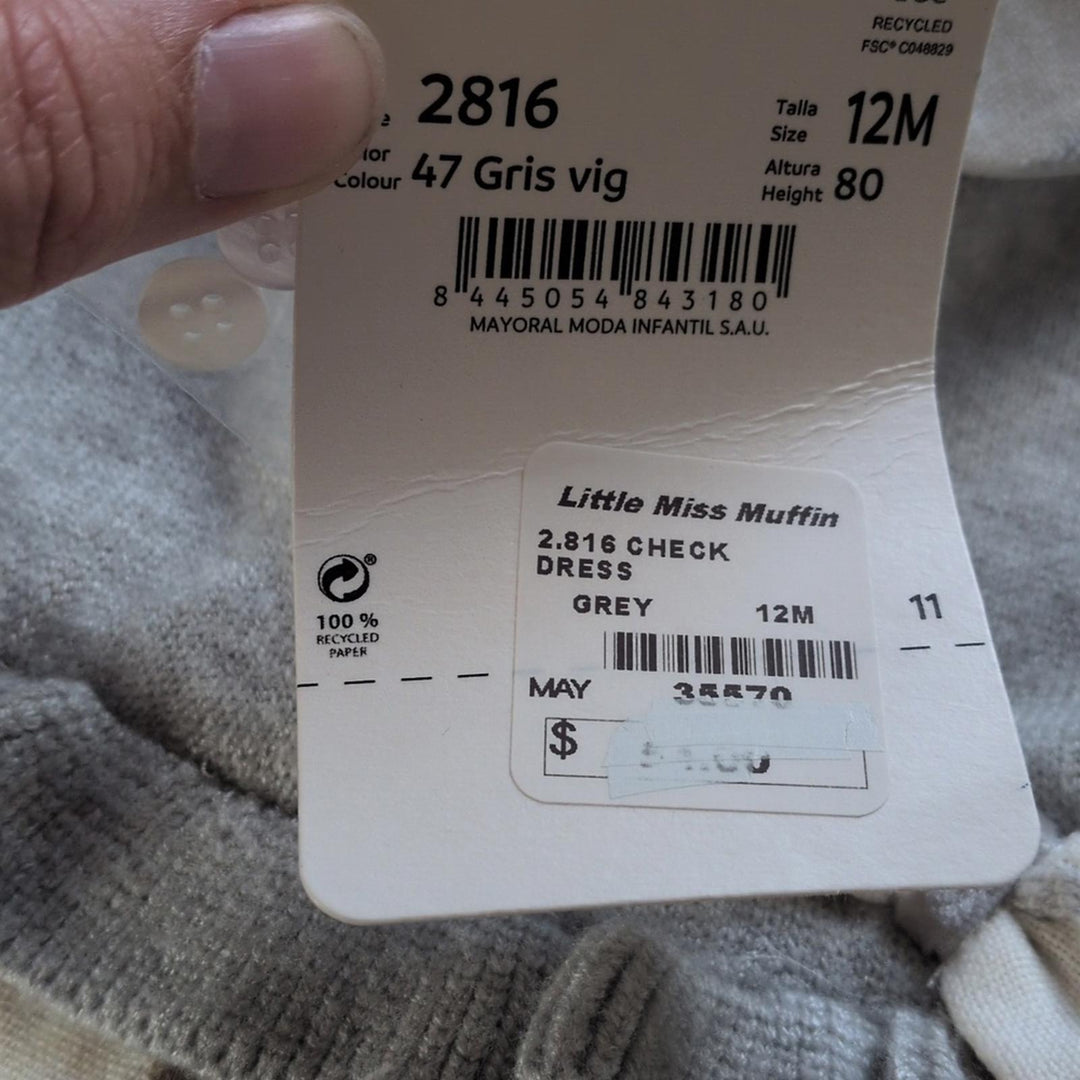 RECYCLED
FSC® C048829
2816
Talla
Size 12M
Colour 47 Gris vig
Altura
Height 80
8 445054 843180
MAYORAL MODA INFANTIL S.A.U.
Little Miss Muffin
2.816 CHECK
DRESS
GREY 12M
11
100 %
RECYCLED
PAPER
MAY 35570
$